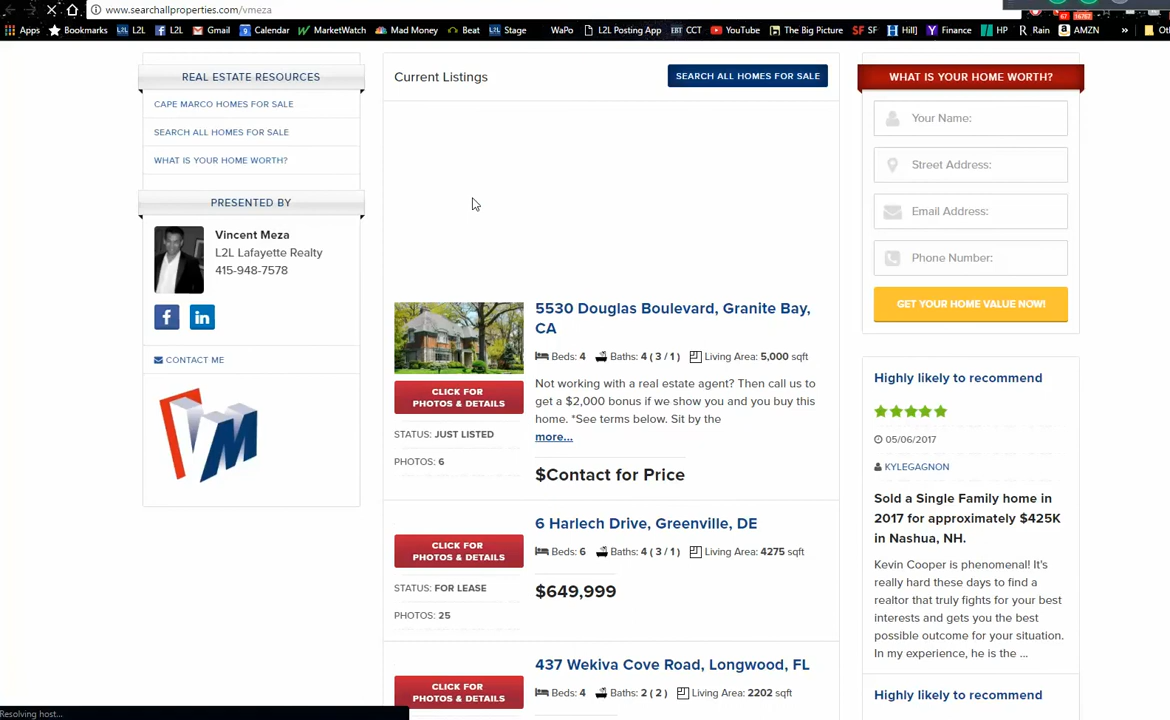 www.searchallproperties.com/vmeza
67
16767
Apps Bookmarks L2L L2L Gmail Calendar MarketWatch Mad Money Beat Stage WaPo L2L Posting App CCT YouTube The Big Picture SF Hill] Finance HP Rain AMZN »
REAL ESTATE RESOURCES
CAPE MARCO HOMES FOR SALE
SEARCH ALL HOMES FOR SALE
WHAT IS YOUR HOME WORTH?
PRESENTED BY
Vincent Meza
L2L Lafayette Realty
415-948-7578
CONTACT ME
Current Listings
SEARCH ALL HOMES FOR SALE
5530 Douglas Boulevard, Granite Bay,
CA
Beds: 4 Baths: 4 ( 3 / 1 ) Living Area: 5,000 sqft
Not working with a real estate agent? Then call us to
get a $2,000 bonus if we show you and you buy this
home. *See terms below. Sit by the
more...
$Contact for Price
CLICK FOR
PHOTOS & DETAILS
STATUS: JUST LISTED
PHOTOS: 6
6 Harlech Drive, Greenville, DE
Beds: 6 Baths: 4 ( 3 / 1 ) Living Area: 4275 sqft
$649,999
CLICK FOR
PHOTOS & DETAILS
STATUS: FOR LEASE
PHOTOS: 25
437 Wekiva Cove Road, Longwood, FL
Beds: 4 Baths: 2 ( 2 ) Living Area: 2202 sqft
CLICK FOR
PHOTOS & DETAILS
WHAT IS YOUR HOME WORTH?
Your Name:
Street Address:
Email Address:
Phone Number:
GET YOUR HOME VALUE NOW!
Highly likely to recommend
05/06/2017
KYLEGAGNON
Sold a Single Family home in
2017 for approximately $425K
in Nashua, NH.
Kevin Cooper is phenomenal! It's
really hard these days to find a
realtor that truly fights for your best
interests and gets you the best
possible outcome for your situation.
In my experience, he is the ...
Highly likely to recommend
Resolving host...